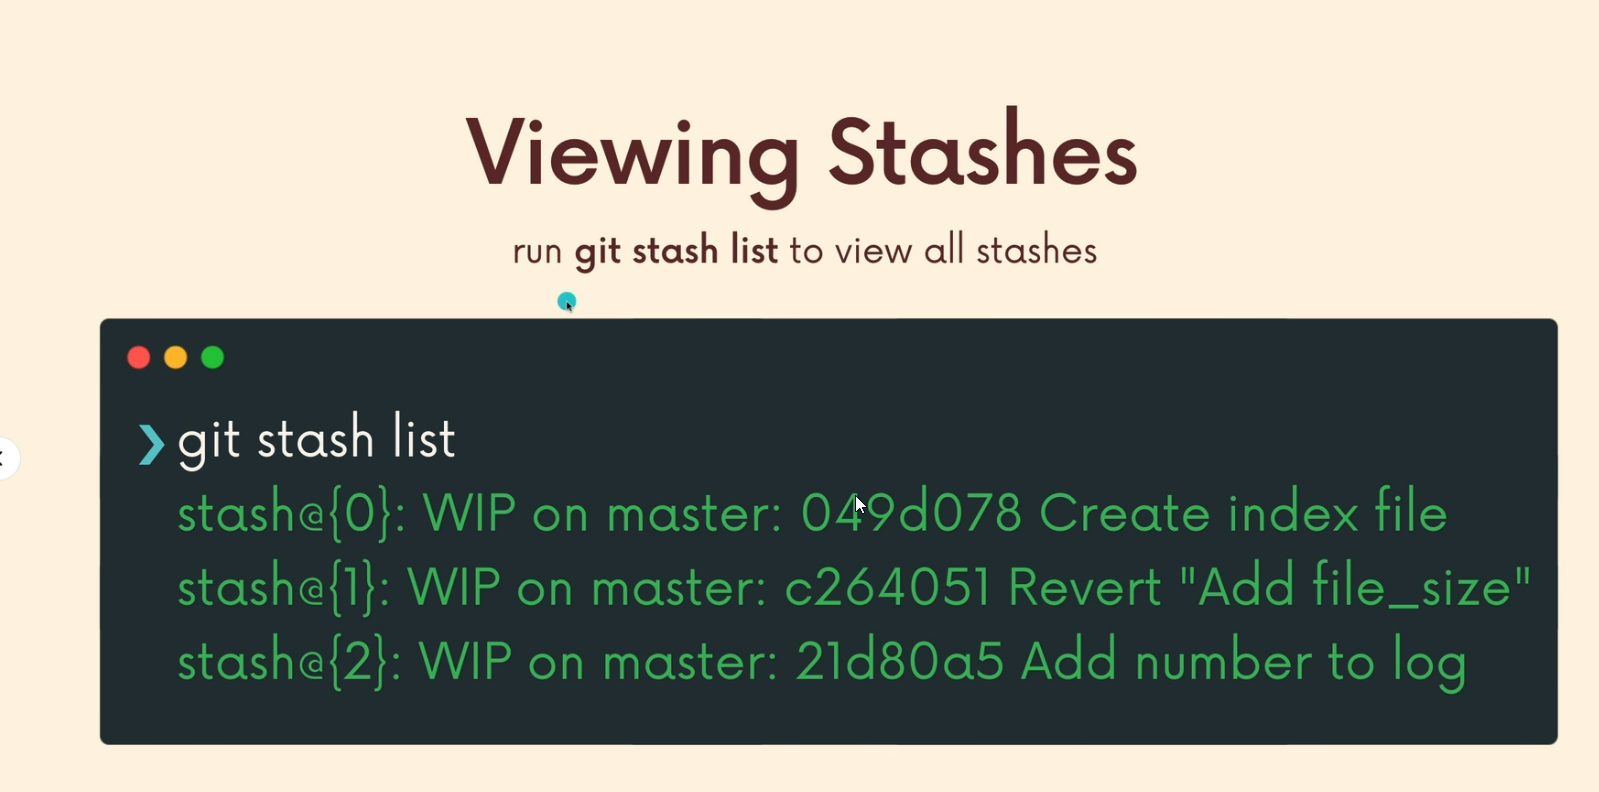 Viewing Stashes
run git stash list to view all stashes
❯ git stash list
stash@{0}: WIP on master: 049d078 Create index file
stash@{1}: WIP on master: c264051 Revert "Add file_size"
stash@{2}: WIP on master: 21d80a5 Add number to log